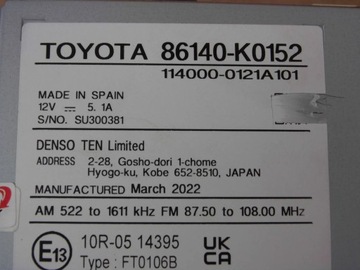 TOYOTA 86140-K0152
114000-0121A101
MADE IN SPAIN
12V ⎓ 5.1A
S/NO. SU300381
DENSO TEN Limited
ADDRESS 2-28, Gosho-dori 1-chome
Hyogo-ku, Kobe 652-8510, JAPAN
MANUFACTURED March 2022
AM 522 to 1611 kHz FM 87.50 to 108.00 MHz
E13 10R-05 14395 UK
Type : FT0106B CA